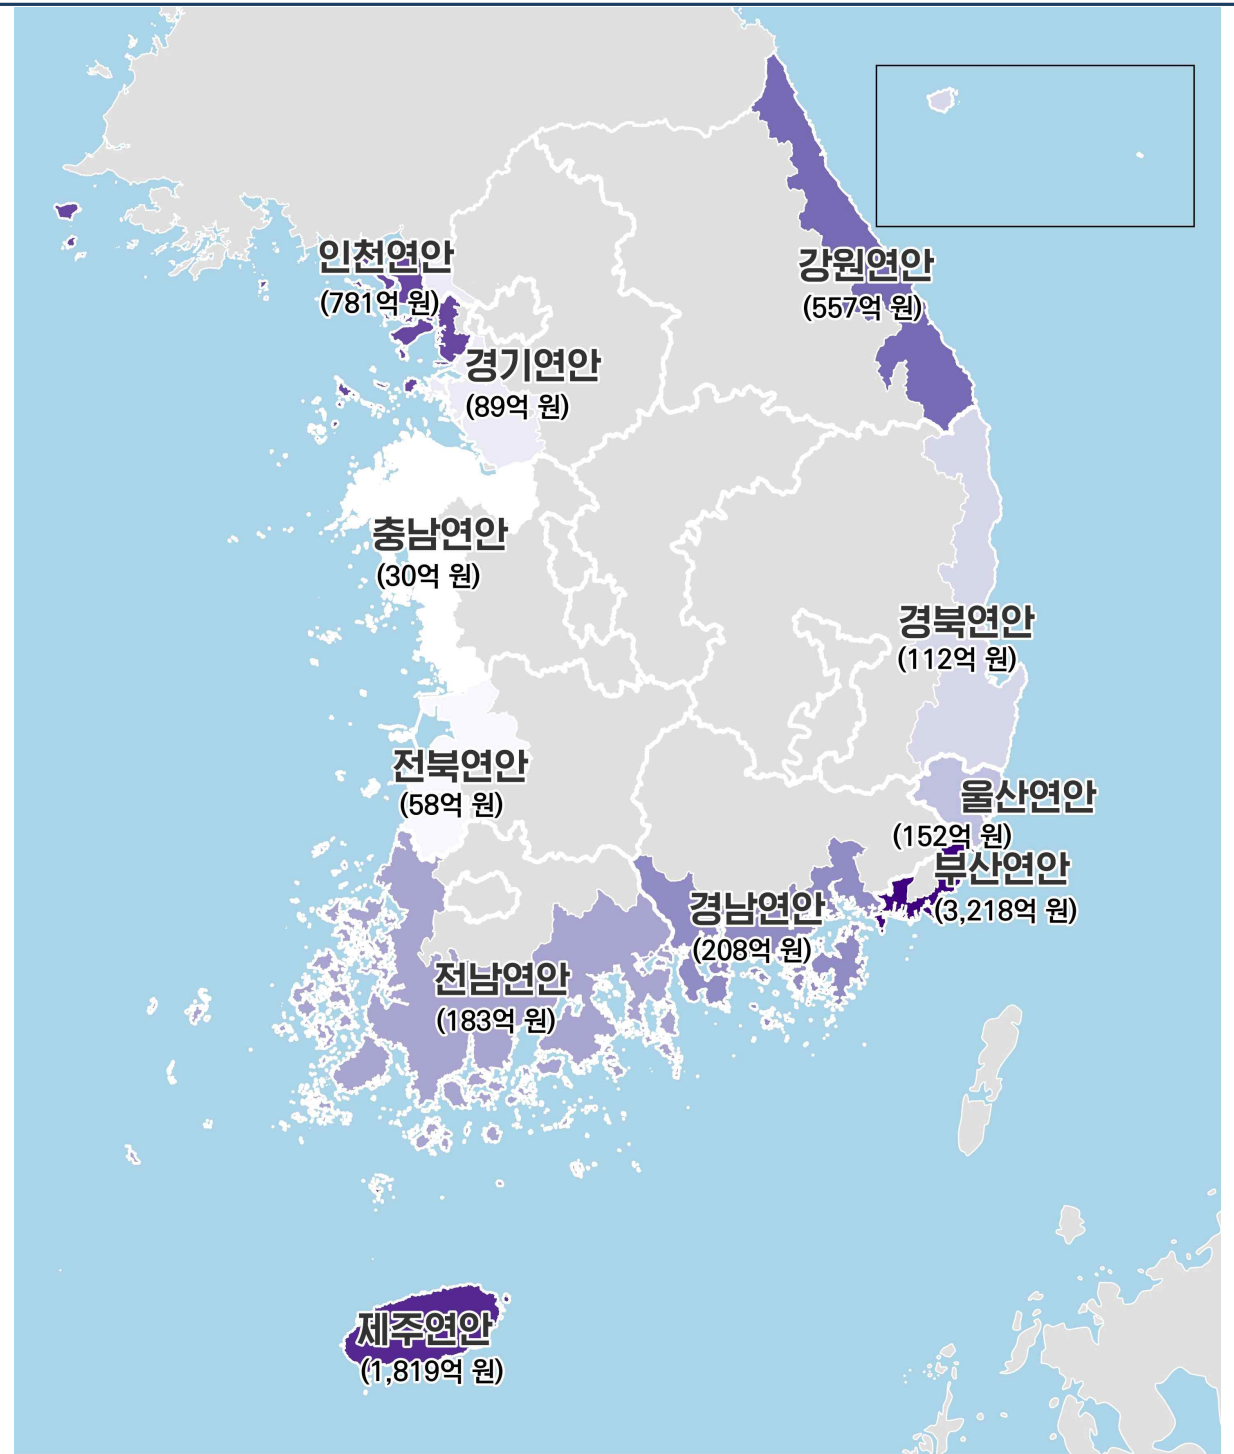 인천연안
(781억 원)
강원연안
(557억 원)
경기연안
(89억 원)
충남연안
(30억 원)
경북연안
(112억 원)
전북연안
(58억 원)
울산연안
(152억 원)
부산연안
(3,218억 원)
경남연안
(208억 원)
전남연안
(183억 원)
제주연안
(1,819억 원)